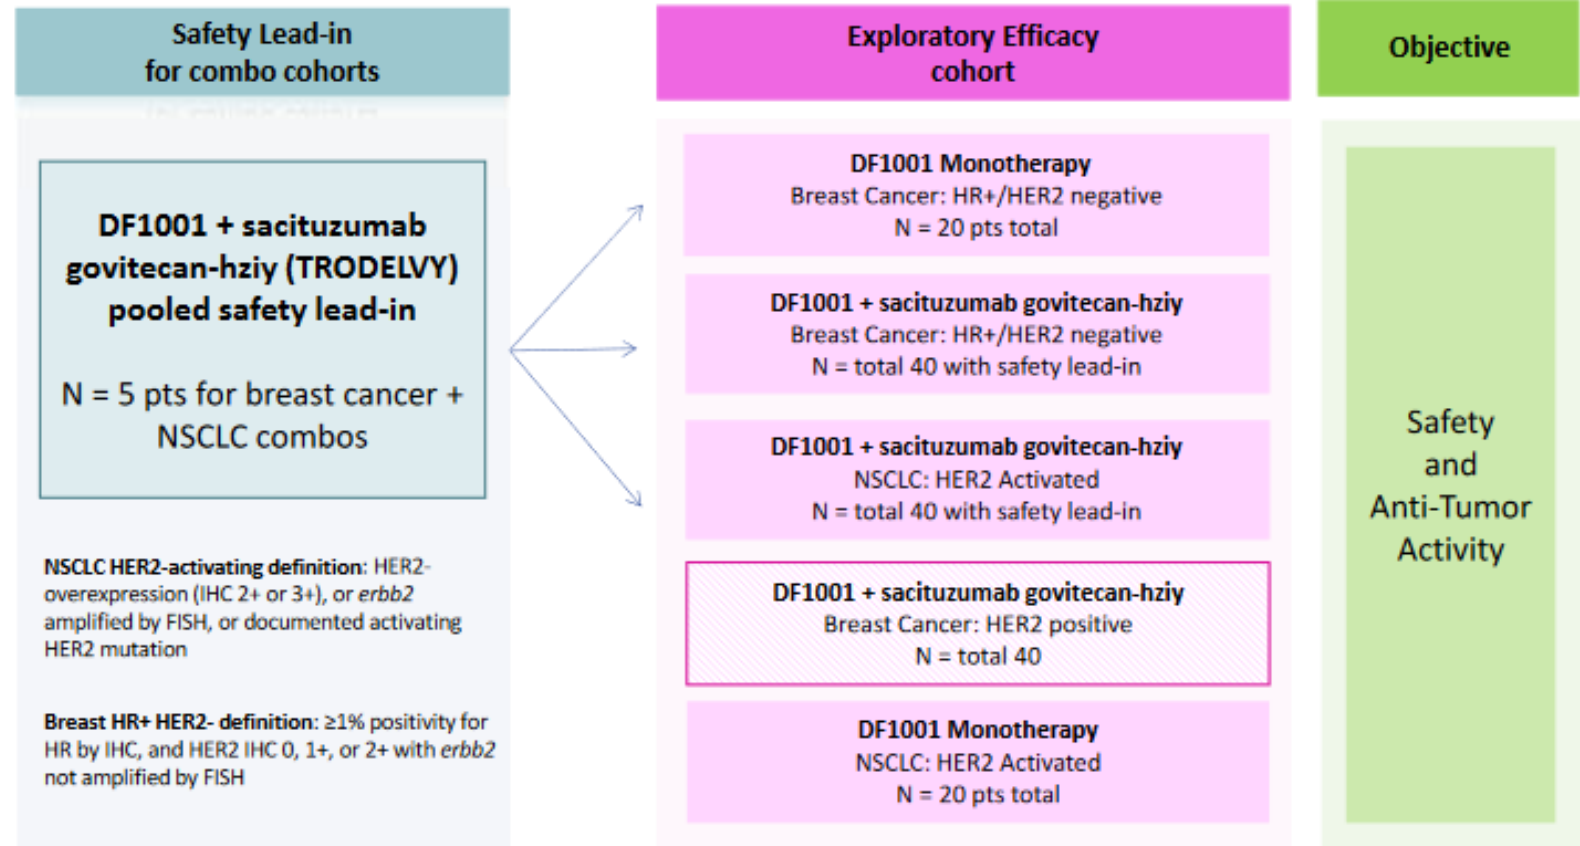 Safety Lead-in
for combo cohorts
DF1001 + sacituzumab
govitecan-hziy (TRODELVY)
pooled safety lead-in
N = 5 pts for breast cancer +
NSCLC combos
NSCLC HER2-activating definition: HER2-
overexpression (IHC 2+ or 3+), or erbb2
amplified by FISH, or documented activating
HER2 mutation
Breast HR+ HER2- definition: ≥1% positivity for
HR by IHC, and HER2 IHC 0, 1+, or 2+ with erbb2
not amplified by FISH
Exploratory Efficacy
cohort
DF1001 Monotherapy
Breast Cancer: HR+/HER2 negative
N = 20 pts total
DF1001 + sacituzumab govitecan-hziy
Breast Cancer: HR+/HER2 negative
N = total 40 with safety lead-in
DF1001 + sacituzumab govitecan-hziy
NSCLC: HER2 Activated
N = total 40 with safety lead-in
DF1001 + sacituzumab govitecan-hziy
Breast Cancer: HER2 positive
N = total 40
DF1001 Monotherapy
NSCLC: HER2 Activated
N = 20 pts total
Objective
Safety
and
Anti-Tumor
Activity